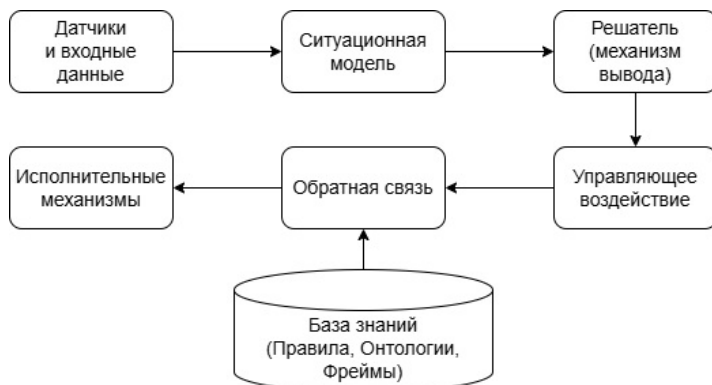 Датчики
и входные
данные
Ситуационная
модель
Решатель
(механизм
вывода)
Исполнительные
механизмы
Обратная связь
Управляющее
воздействие
База знаний
(Правила, Онтологии,
Фреймы)